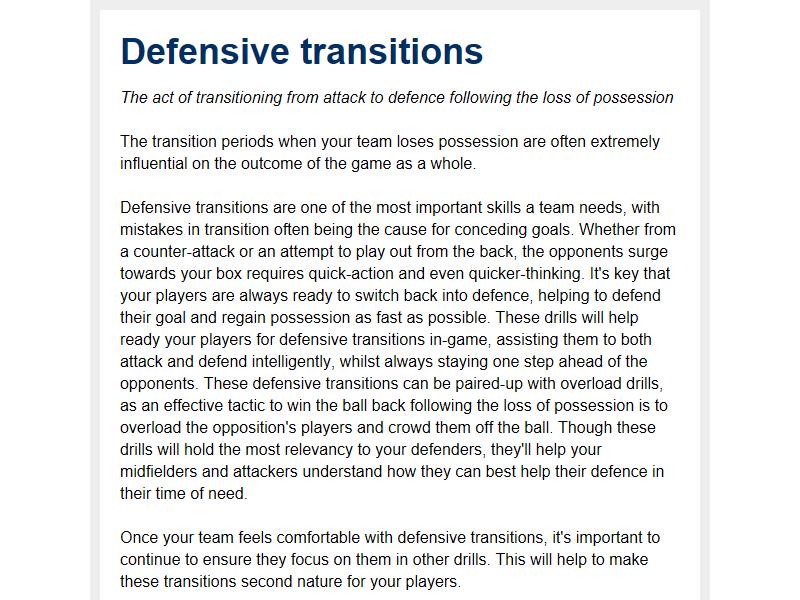 Defensive transitions
The act of transitioning from attack to defence following the loss of possession
The transition periods when your team loses possession are often extremely
influential on the outcome of the game as a whole.
Defensive transitions are one of the most important skills a team needs, with
mistakes in transition often being the cause for conceding goals. Whether from
a counter-attack or an attempt to play out from the back, the opponents surge
towards your box requires quick-action and even quicker-thinking. It's key that
your players are always ready to switch back into defence, helping to defend
their goal and regain possession as fast as possible. These drills will help
ready your players for defensive transitions in-game, assisting them to both
attack and defend intelligently, whilst always staying one step ahead of the
opponents. These defensive transitions can be paired-up with overload drills,
as an effective tactic to win the ball back following the loss of possession is to
overload the opposition's players and crowd them off the ball. Though these
drills will hold the most relevancy to your defenders, they'll help your
midfielders and attackers understand how they can best help their defence in
their time of need.
Once your team feels comfortable with defensive transitions, it's important to
continue to ensure they focus on them in other drills. This will help to make
these transitions second nature for your players.